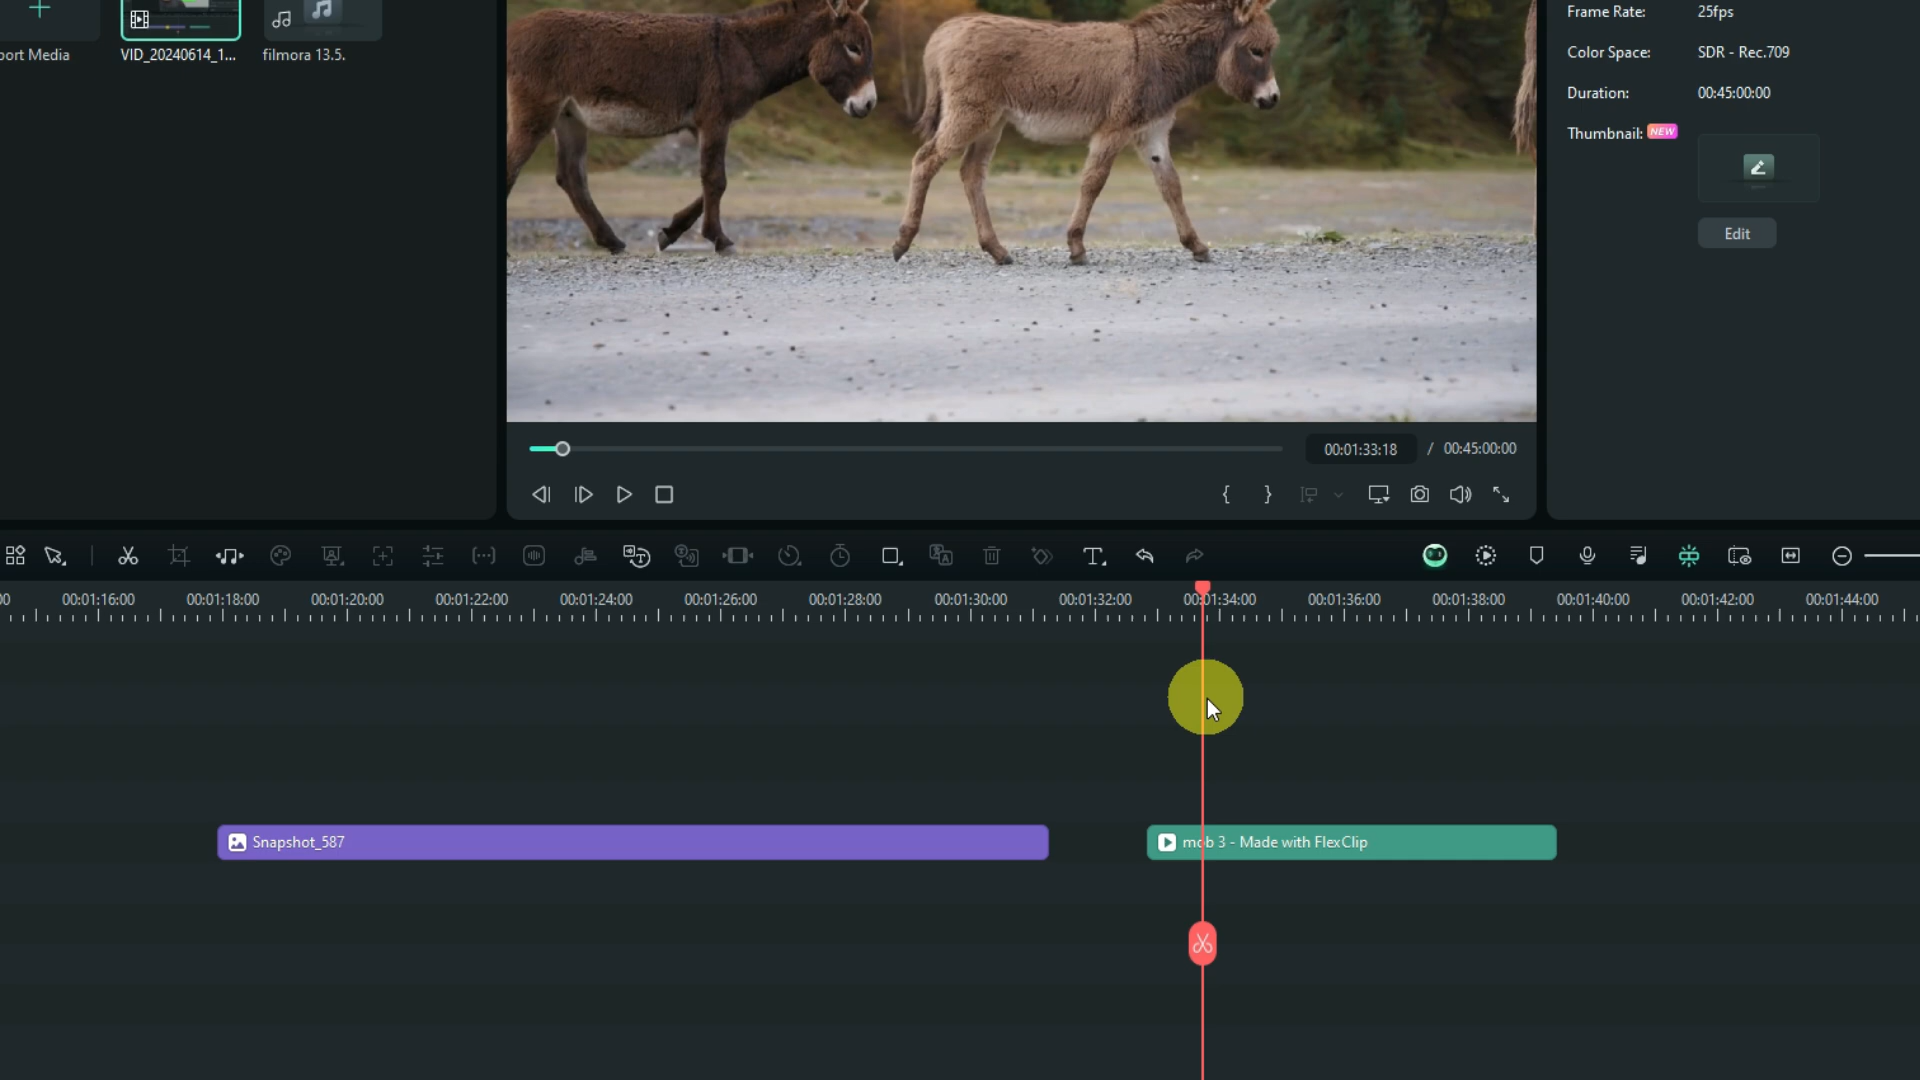 port Media
VID_20240614_1...
filmora 13.5.
Frame Rate: 25fps
Color Space: SDR - Rec.709
Duration: 00:45:00:00
Thumbnail: NEW
Edit
00:01:33:18 / 00:45:00:00
00:01:16:00 00:01:18:00 00:01:20:00 00:01:22:00 00:01:24:00 00:01:26:00 00:01:28:00 00:01:30:00 00:01:32:00 00:01:34:00 00:01:36:00 00:01:38:00 00:01:40:00 00:01:42:00 00:01:44:00
Snapshot_587
mob 3 - Made with FlexClip